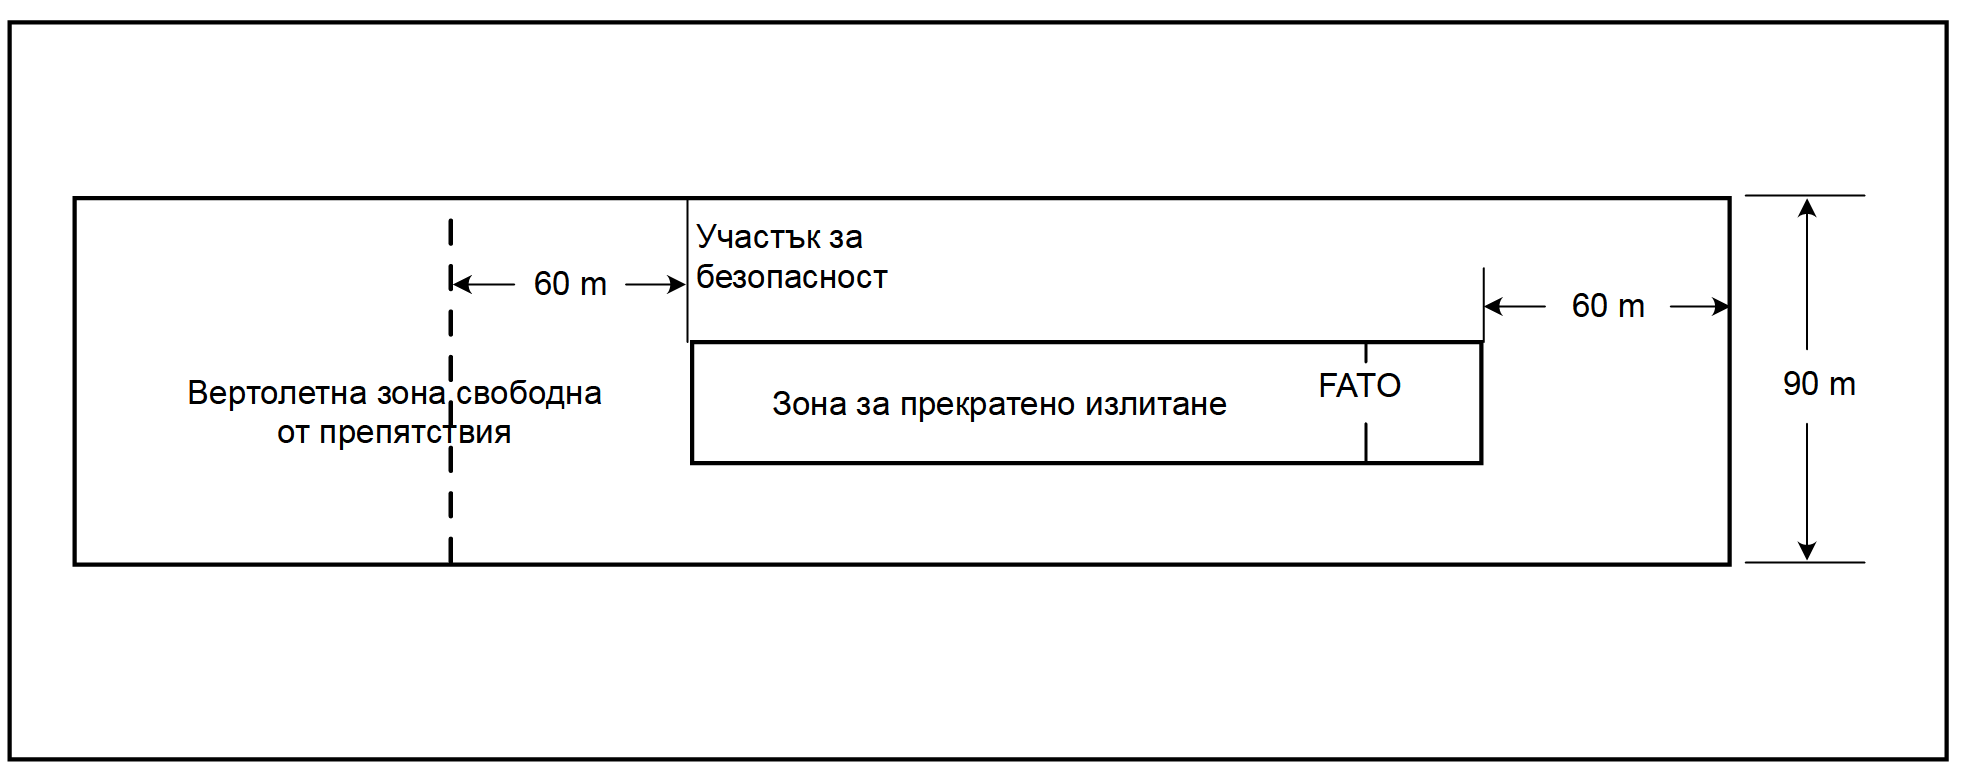 Участък за
безопасност
60 m
60 m
Вертолетна зона свободна
от препятствия
Зона за прекратено излитане
FATO
90 m